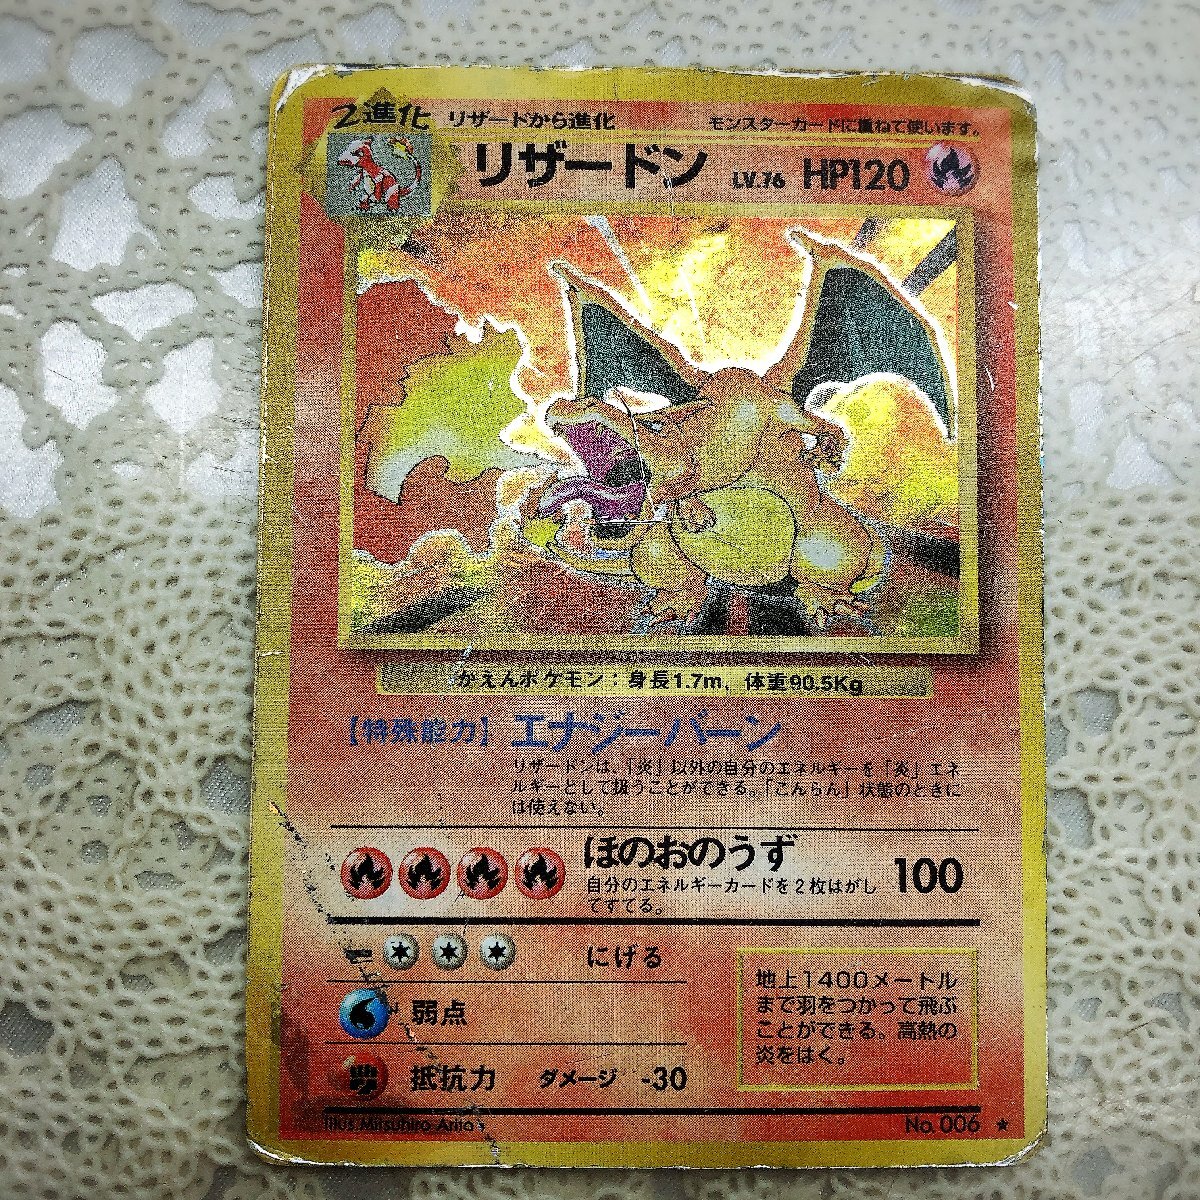 2進化
リザードから進化
モンスターカードに重ねて使います。
リザードン LV.76 HP120
かえんポケモン：身長1.7m, 体重90.5Kg
【特殊能力】エナジーバーン
リザードンは、「炎」以外の自分のエネルギーを「炎」エネ
ルギーとして扱うことができる。「こんらん」状態のときに
は使えない。
ほのおのうず 100
自分のエネルギーカードを2枚はがし
てすてる。
にげる
弱点
抵抗力 ダメージ -30
地上1400メートル
まで羽をつかって飛ぶ
ことができる。高熱の
炎をはく。
Illus. Mitsuhiro Arita
No. 006 ★